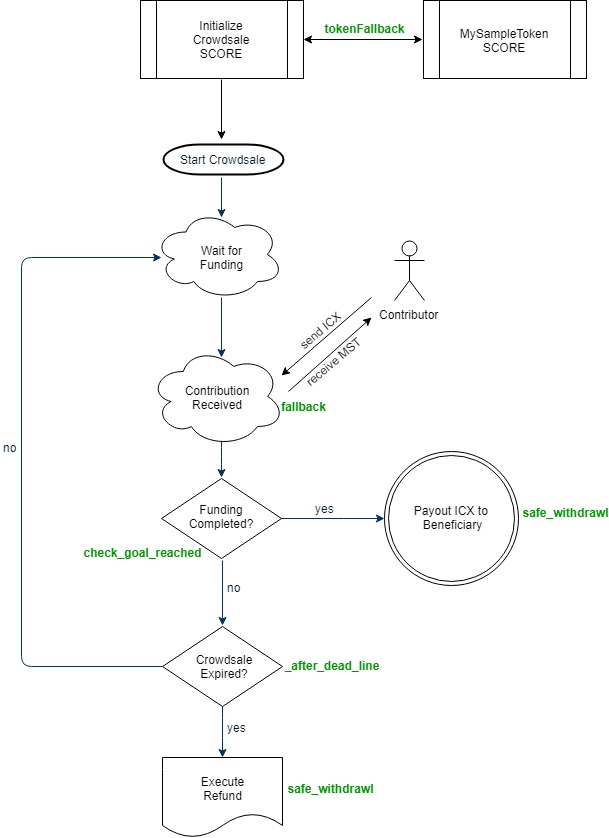 Initialize
Crowdsale
SCORE
tokenFallback
MySampleToken
SCORE
Start Crowdsale
Wait for
Funding
Contributor
send ICX
receive MST
Contribution
Received
fallback
no
Funding
Completed?
yes
Payout ICX to
Beneficiary
safe_withdrawl
check_goal_reached
no
Crowdsale
Expired?
_after_dead_line
yes
Execute
Refund
safe_withdrawl